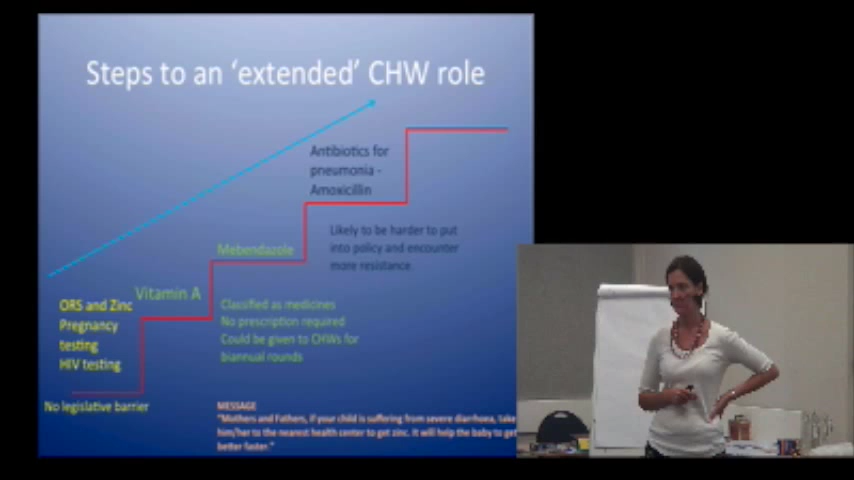 Steps to an ‘extended’ CHW role
Antibiotics for
pneumonia -
Amoxicillin
Likely to be harder to put
into policy and encounter
more resistance.
Mebendazole
Vitamin A
ORS and Zinc
Pregnancy
testing
HIV testing
Classified as medicines
No prescription required
Could be given to CHWs for
biannual rounds
No legislative barrier
MESSAGE
"Mothers and Fathers, if your child is suffering from severe diarrhoea, take
him/her to the nearest health center to get zinc. It will help the baby to get
better faster."